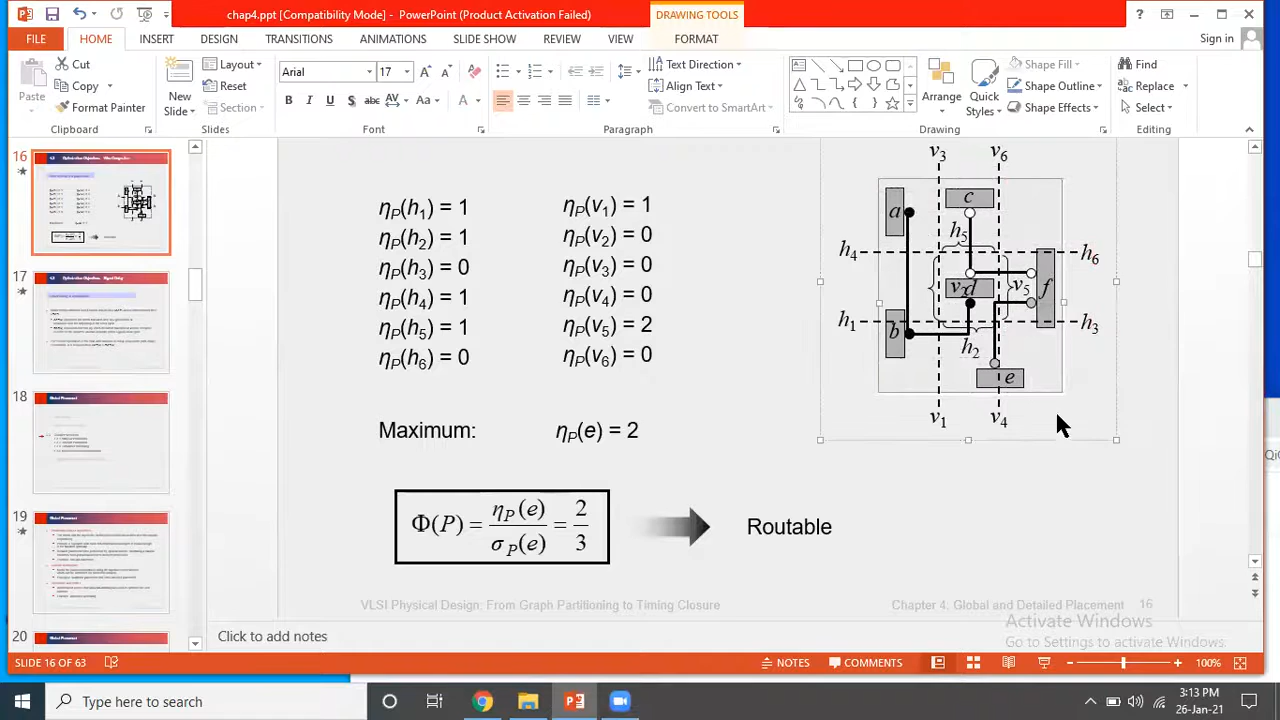 chap4.ppt [Compatibility Mode] - PowerPoint (Product Activation Failed)
DRAWING TOOLS
FILE HOME INSERT DESIGN TRANSITIONS ANIMATIONS SLIDE SHOW REVIEW VIEW FORMAT
Sign in
Paste
Cut
Copy
Format Painter
Clipboard
New Slide
Layout
Reset
Section
Slides
Arial 17
Font
Text Direction
Align Text
Convert to SmartArt
Paragraph
Arrange
Quick Styles
Shape Fill
Shape Outline
Shape Effects
Drawing
Find
Replace
Select
Editing
16
17
18
19
20
ηP(h1) = 1 ηP(v1) = 1
ηP(h2) = 1 ηP(v2) = 0
ηP(h3) = 0 ηP(v3) = 0
ηP(h4) = 1 ηP(v4) = 0
ηP(h5) = 1 ηP(v5) = 2
ηP(h6) = 0 ηP(v6) = 0
Maximum: ηP(e) = 2
Φ(P) = ηP(e) / σP(e) = 2 / 3
Routable
v3 v6
a c
h5
h4 h6
d v5 f
h1 h3
b h2
e
v1 v4
VLSI Physical Design: From Graph Partitioning to Timing Closure
Chapter 4: Global and Detailed Placement 16
Activate Windows
Go to Settings to activate Windows.
Click to add notes
SLIDE 16 OF 63
NOTES COMMENTS 100%
Type here to search
3:13 PM
26-Jan-21